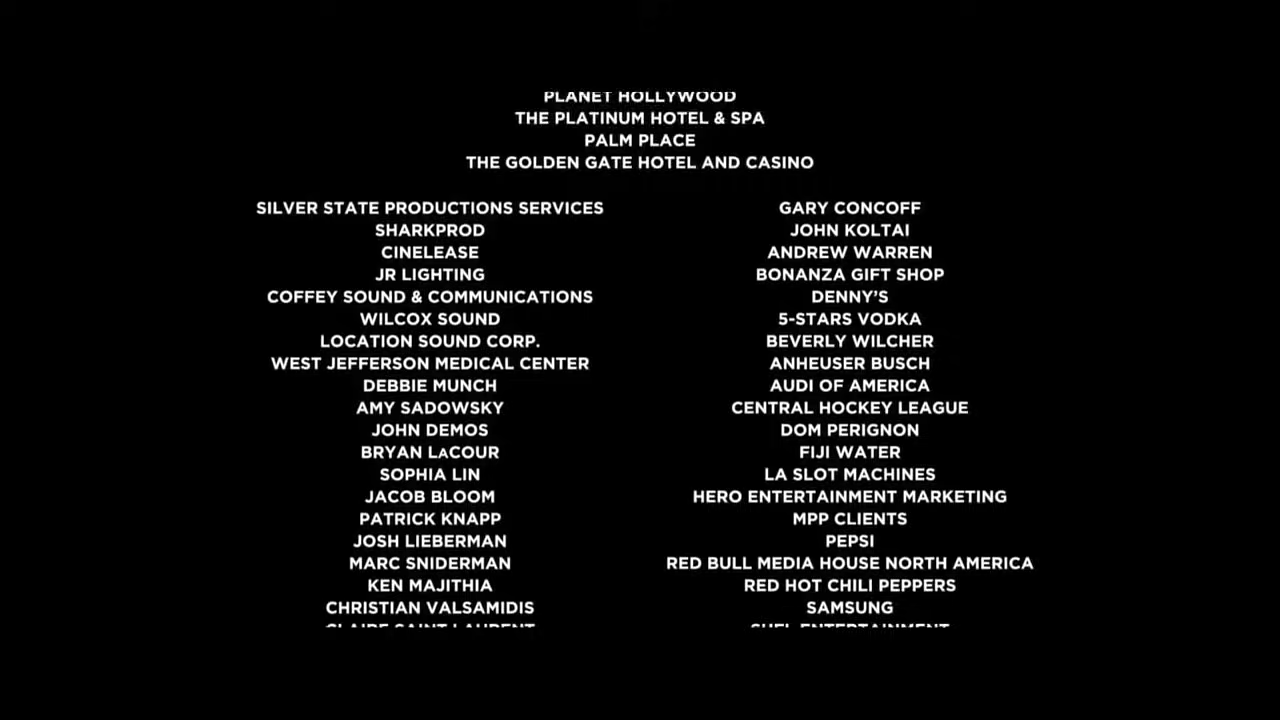 PLANET HOLLYWOOD
THE PLATINUM HOTEL & SPA
PALM PLACE
THE GOLDEN GATE HOTEL AND CASINO
SILVER STATE PRODUCTIONS SERVICES
SHARKPROD
CINELEASE
JR LIGHTING
COFFEY SOUND & COMMUNICATIONS
WILCOX SOUND
LOCATION SOUND CORP.
WEST JEFFERSON MEDICAL CENTER
DEBBIE MUNCH
AMY SADOWSKY
JOHN DEMOS
BRYAN LACOUR
SOPHIA LIN
JACOB BLOOM
PATRICK KNAPP
JOSH LIEBERMAN
MARC SNIDERMAN
KEN MAJITHIA
CHRISTIAN VALSAMIDIS
CLAIRE SAINT LAURENT
GARY CONCOFF
JOHN KOLTAI
ANDREW WARREN
BONANZA GIFT SHOP
DENNY'S
5-STARS VODKA
BEVERLY WILCHER
ANHEUSER BUSCH
AUDI OF AMERICA
CENTRAL HOCKEY LEAGUE
DOM PERIGNON
FIJI WATER
LA SLOT MACHINES
HERO ENTERTAINMENT MARKETING
MPP CLIENTS
PEPSI
RED BULL MEDIA HOUSE NORTH AMERICA
RED HOT CHILI PEPPERS
SAMSUNG
ENTERTAINMENT